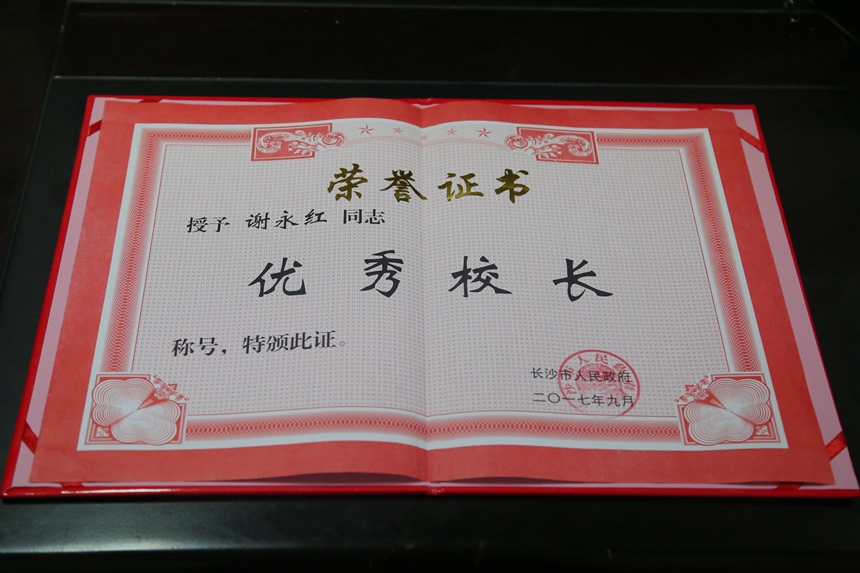 荣誉证书
授予 谢永红 同志
优秀校长
称号，特颁此证。
长沙市人民政府
二〇一七年九月